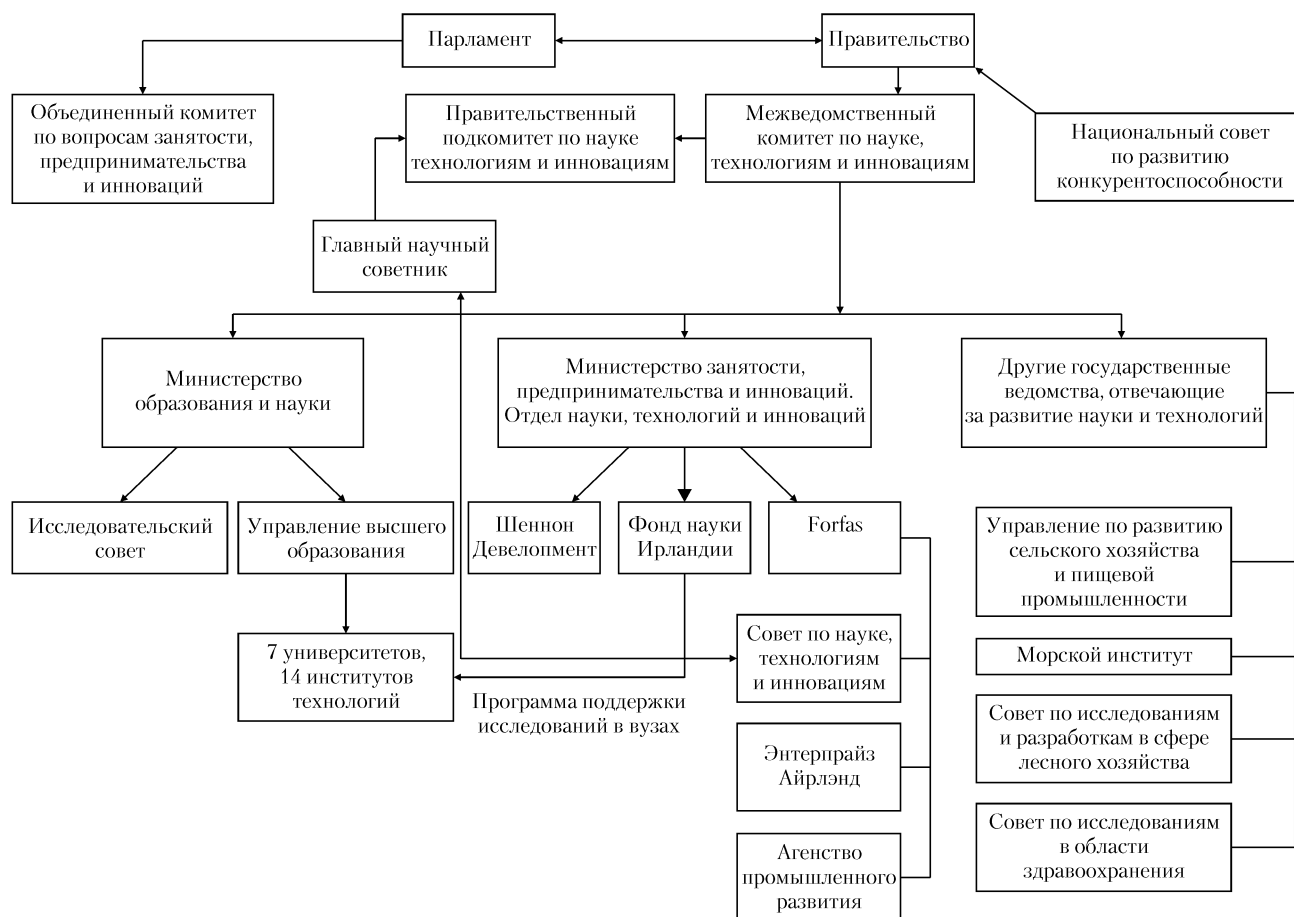 Парламент
Правительство
Объединенный комитет
по вопросам занятости,
предпринимательства
и инноваций
Правительственный
подкомитет по науке
технологиям и инновациям
Межведомственный
комитет по науке,
технологиям и инновациям
Национальный совет
по развитию
конкурентоспособности
Главный научный
советник
Министерство
образования и науки
Министерство занятости,
предпринимательства и инноваций.
Отдел науки, технологий и инноваций
Другие государственные
ведомства, отвечающие
за развитие науки и технологий
Исследовательский
совет
Управление высшего
образования
Шеннон
Девелопмент
Фонд науки
Ирландии
Forfas
Управление по развитию
сельского хозяйства
и пищевой
промышленности
7 университетов,
14 институтов
технологий
Программа поддержки
исследований в вузах
Совет по науке,
технологиям
и инновациям
Морской институт
Совет по исследованиям
и разработкам в сфере
лесного хозяйства
Энтерпрайз
Айрлэнд
Совет по исследованиям
в области
здравоохранения
Агенство
промышленного
развития